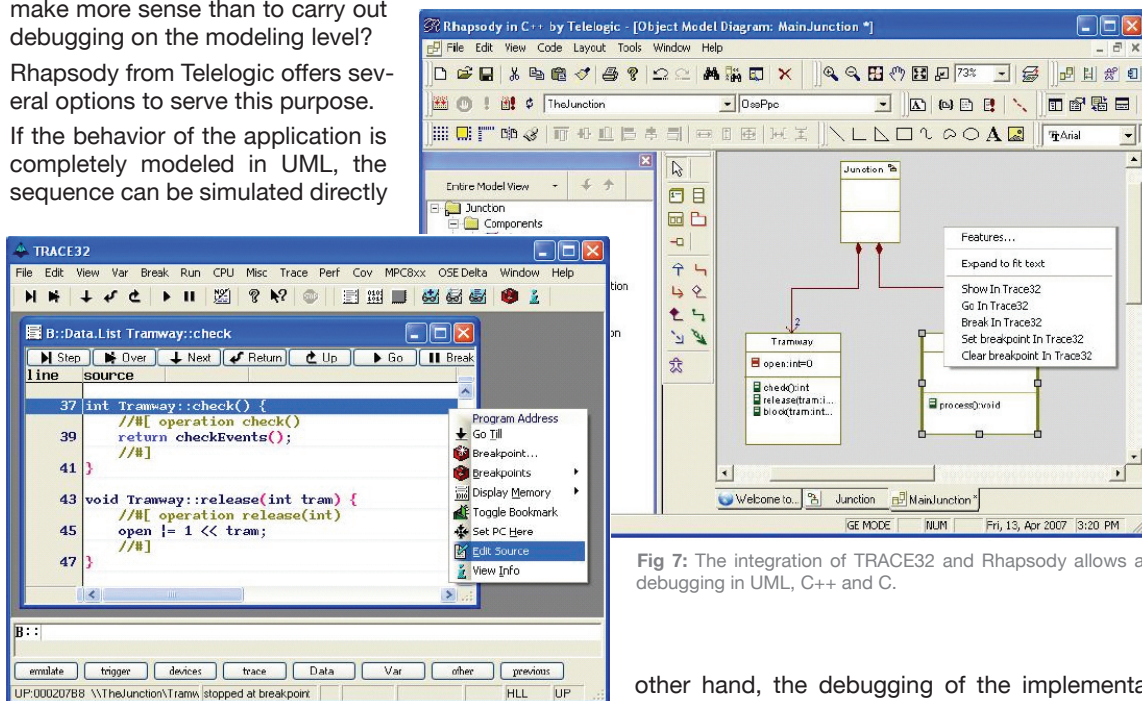 make more sense than to carry out
debugging on the modeling level?
Rhapsody from Telelogic offers sev-
eral options to serve this purpose.
If the behavior of the application is
completely modeled in UML, the
sequence can be simulated directly
Rhapsody in C++ by Telelogic - [Object Model Diagram: MainJunction *]
File Edit View Code Layout Tools Window Help
73%
TheJunction OsePpc
Arial
Entire Model View
Junction
Components
Junction
Tramway
open:int=0
check():int
release(tram:i...
block(tram:int...
2
process():void
Features...
Expand to fit text
Show In Trace32
Go In Trace32
Break In Trace32
Set breakpoint In Trace32
Clear breakpoint In Trace32
Welcome to... Junction MainJunction*
GE MODE NUM Fri, 13, Apr 2007 3:20 PM
TRACE32
File Edit View Var Break Run CPU Misc Trace Perf Cov MPC8xx OSE Delta Window Help
B::Data.List Tramway::check
Step Over Next Return Up Go Break
line source
37 int Tramway::check() {
//#[ operation check()
39 return checkEvents();
//#]
41 }
43 void Tramway::release(int tram) {
//#[ operation release(int)
45 open |= 1 << tram;
//#]
47 }
Program Address
Go Till
Breakpoint...
Breakpoints
Display Memory
Toggle Bookmark
Set PC Here
Edit Source
View Info
B::
emulate trigger devices trace Data Var other previous
UP:000207B8 \\TheJunction\Tramw stopped at breakpoint HLL UP
Fig 7: The integration of TRACE32 and Rhapsody allows a
debugging in UML, C++ and C.
other hand, the debugging of the implementa